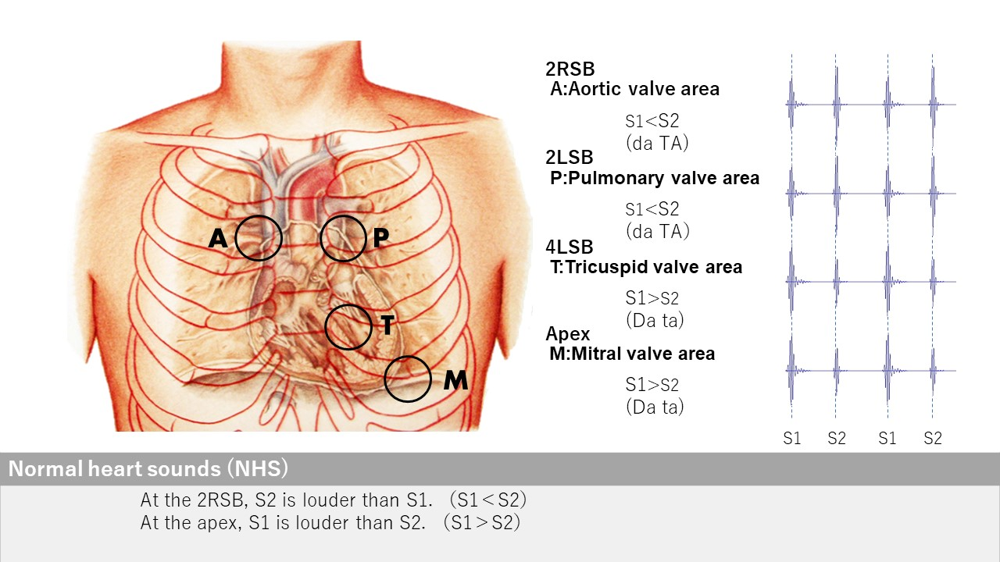 A
P
T
M
2RSB
A:Aortic valve area
S1<S2
(da TA)
2LSB
P:Pulmonary valve area
S1<S2
(da TA)
4LSB
T:Tricuspid valve area
S1>S2
(Da ta)
Apex
M:Mitral valve area
S1>S2
(Da ta)
S1 S2 S1 S2
Normal heart sounds (NHS)
At the 2RSB, S2 is louder than S1. （S1＜S2）
At the apex, S1 is louder than S2. （S1＞S2）